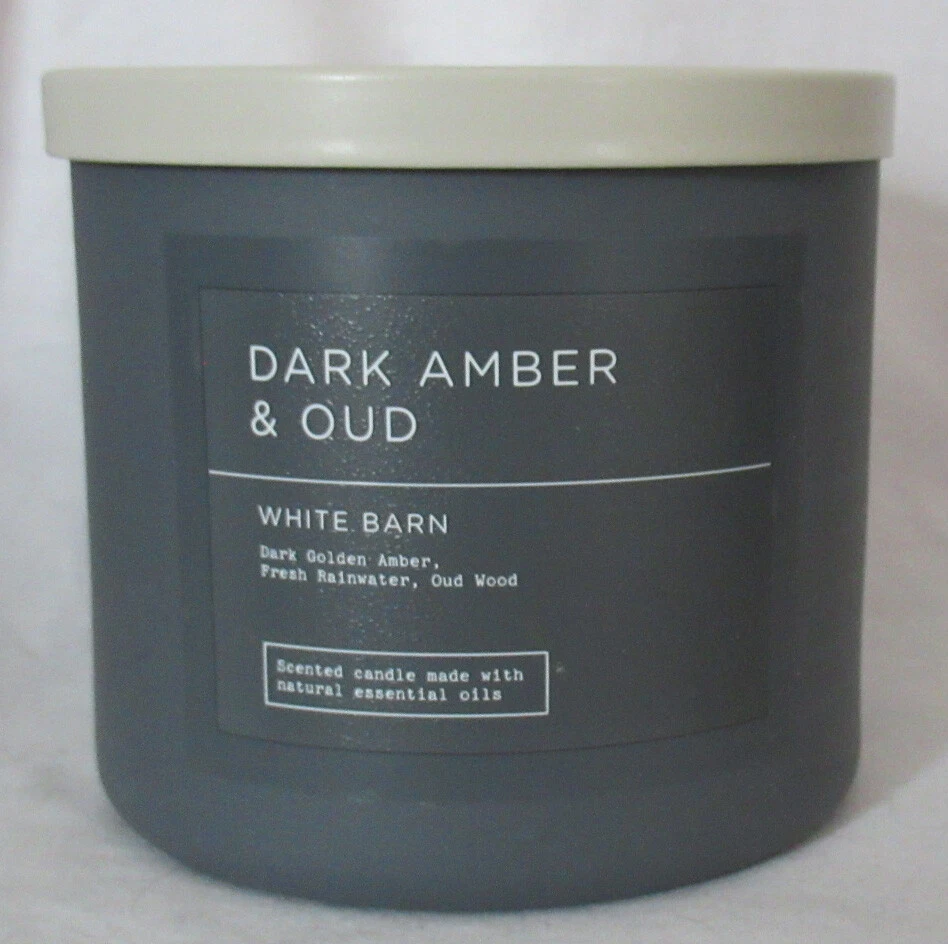 DARK AMBER
& OUD
WHITE BARN
Dark Golden Amber,
Fresh Rainwater, Oud Wood
Scented candle made with
natural essential oils